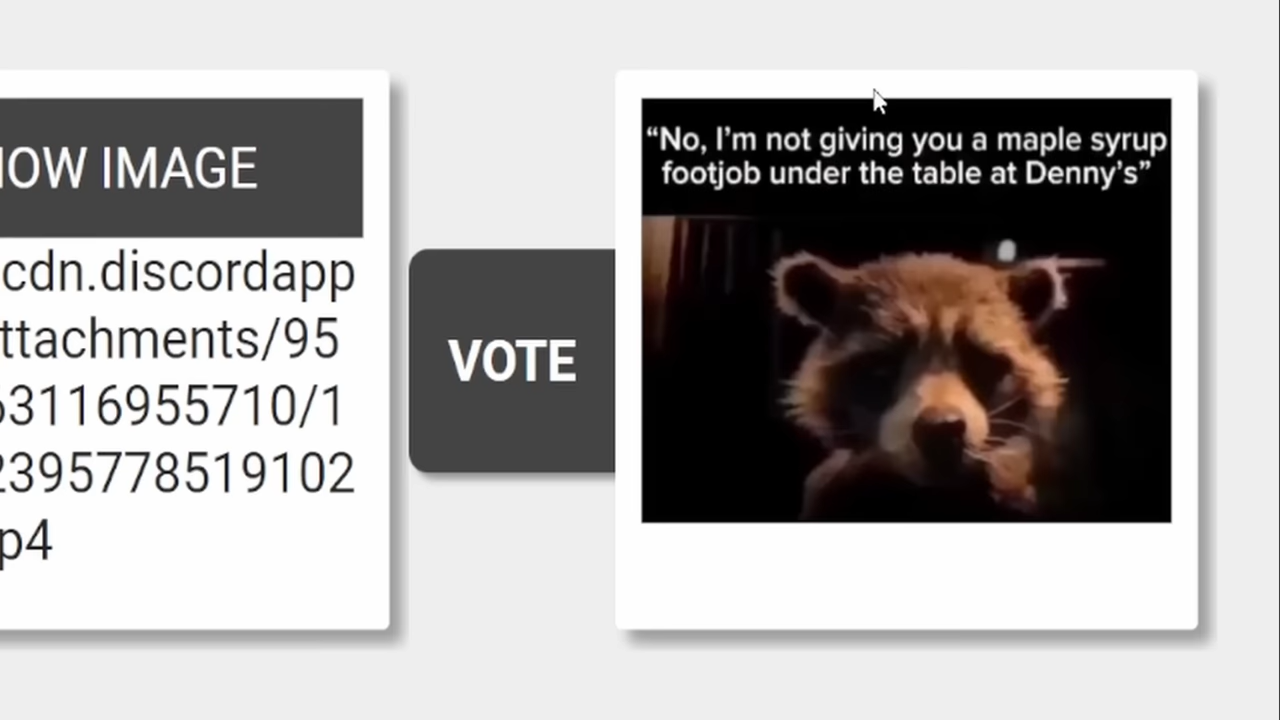 IOW IMAGE
cdn.discordapp
ttachments/95
63116955710/1
2395778519102
p4
VOTE
“No, I’m not giving you a maple syrup
footjob under the table at Denny’s”